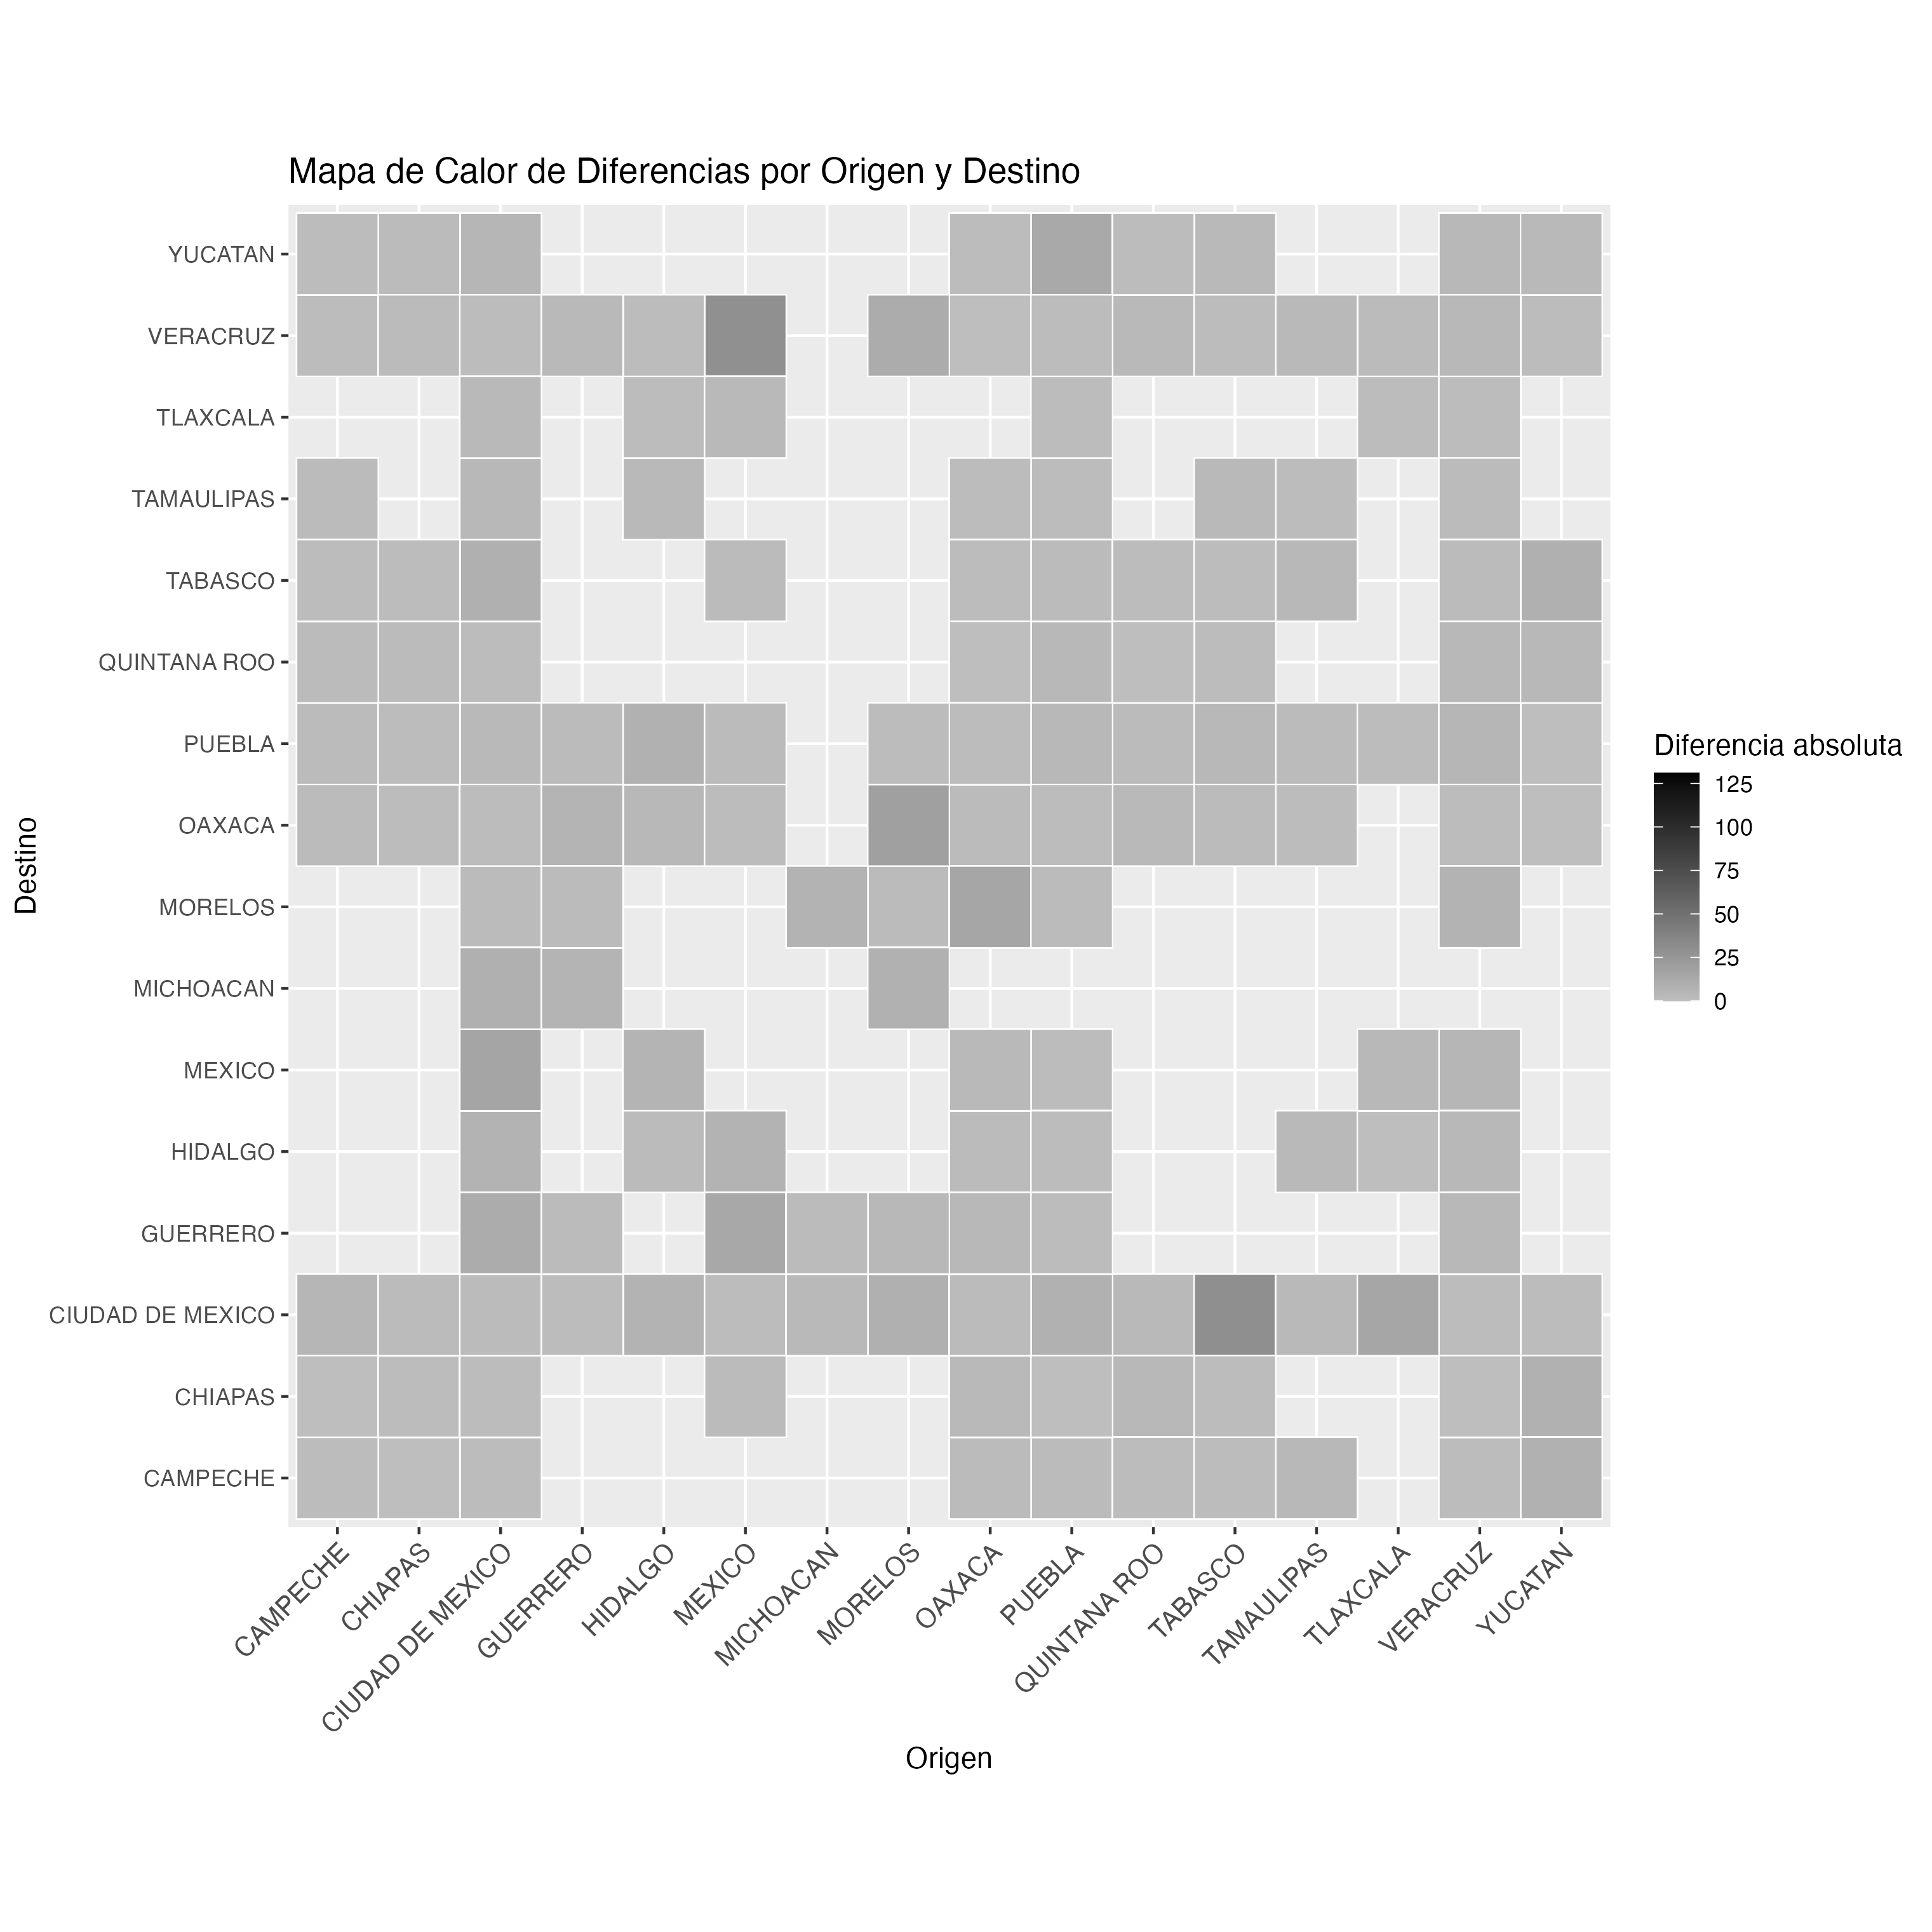 Mapa de Calor de Diferencias por Origen y Destino
YUCATAN
VERACRUZ
TLAXCALA
TAMAULIPAS
TABASCO
QUINTANA ROO
PUEBLA
OAXACA
MORELOS
MICHOACAN
MEXICO
HIDALGO
GUERRERO
CIUDAD DE MEXICO
CHIAPAS
CAMPECHE
Destino
CAMPECHE
CHIAPAS
CIUDAD DE MEXICO
GUERRERO
HIDALGO
MEXICO
MICHOACAN
MORELOS
OAXACA
PUEBLA
QUINTANA ROO
TABASCO
TAMAULIPAS
TLAXCALA
VERACRUZ
YUCATAN
Origen
Diferencia absoluta
125
100
75
50
25
0